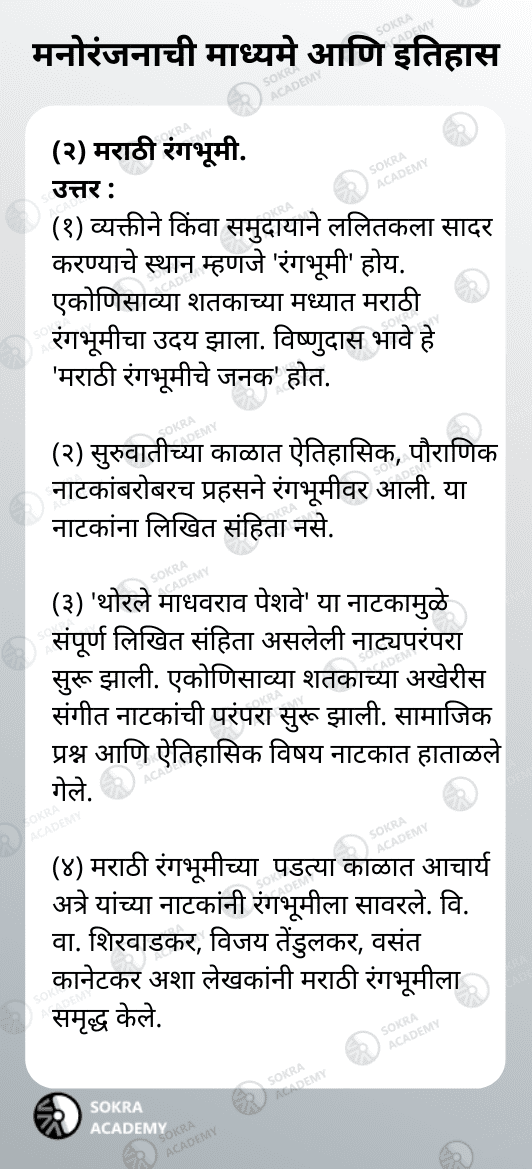 मनोरंजनाची माध्यमे आणि इतिहास
(२) मराठी रंगभूमी.
उत्तर :
(१) व्यक्तीने किंवा समुदायाने ललितकला सादर
करण्याचे स्थान म्हणजे 'रंगभूमी' होय.
एकोणिसाव्या शतकाच्या मध्यात मराठी
रंगभूमीचा उदय झाला. विष्णुदास भावे हे
'मराठी रंगभूमीचे जनक' होत.
(२) सुरुवातीच्या काळात ऐतिहासिक, पौराणिक
नाटकांबरोबरच प्रहसने रंगभूमीवर आली. या
नाटकांना लिखित संहिता नसे.
(३) 'थोरले माधवराव पेशवे' या नाटकामुळे
संपूर्ण लिखित संहिता असलेली नाट्यपरंपरा
सुरू झाली. एकोणिसाव्या शतकाच्या अखेरीस
संगीत नाटकांची परंपरा सुरू झाली. सामाजिक
प्रश्न आणि ऐतिहासिक विषय नाटकात हाताळले
गेले.
(४) मराठी रंगभूमीच्या पडत्या काळात आचार्य
अत्रे यांच्या नाटकांनी रंगभूमीला सावरले. वि.
वा. शिरवाडकर, विजय तेंडुलकर, वसंत
कानेटकर अशा लेखकांनी मराठी रंगभूमीला
समृद्ध केले.
SOKRA
ACADEMY